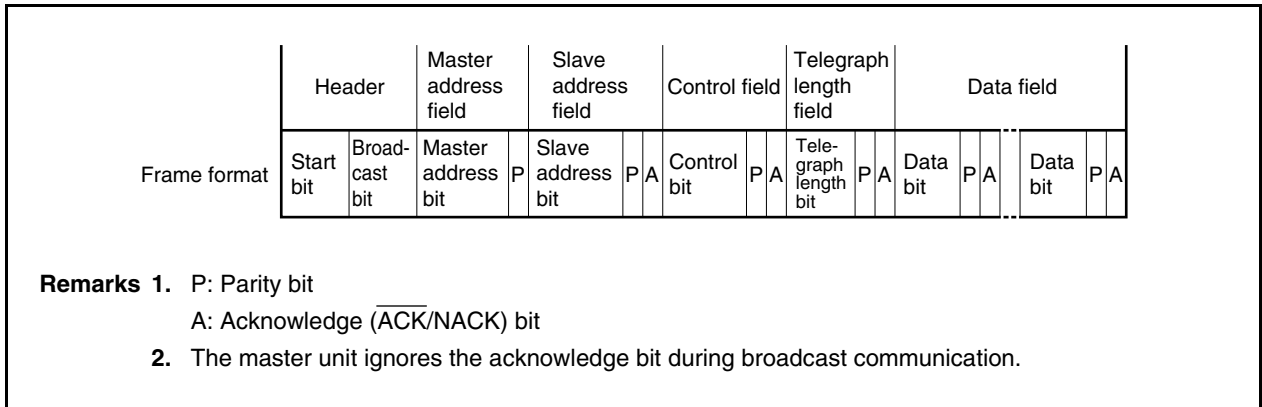 Header
Master
address
field
Slave
address
field
Control field
Telegraph
length
field
Data field
Frame format
Start
bit
Broad-
cast
bit
Master
address
bit
P
Slave
address
bit
P
A
Control
bit
P
A
Tele-
graph
length
bit
P
A
Data
bit
P
A
Data
bit
P
A
Remarks 1. P: Parity bit
A: Acknowledge (A̅C̅K̅/NACK) bit
2. The master unit ignores the acknowledge bit during broadcast communication.